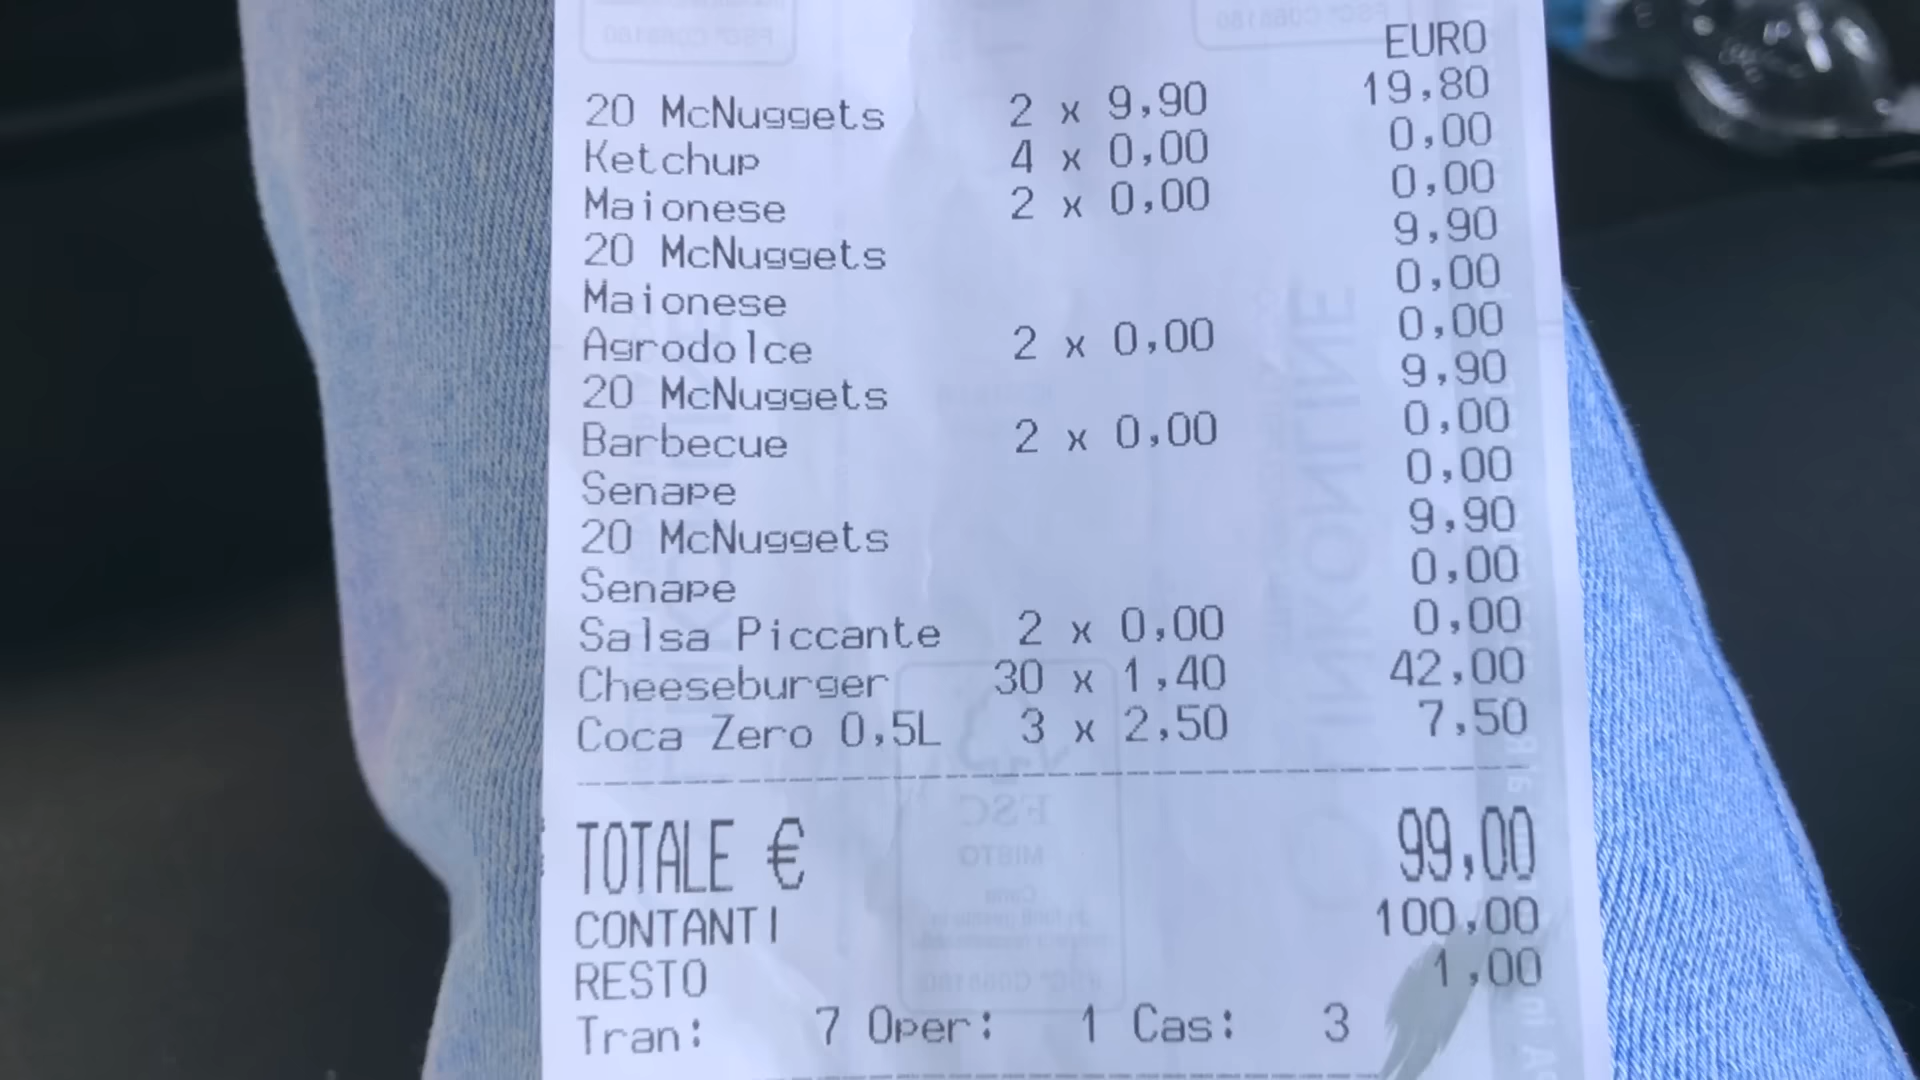 EURO
20 McNuggets 2 x 9,90 19,80
Ketchup 4 x 0,00 0,00
Maionese 2 x 0,00 0,00
20 McNuggets 9,90
Maionese 0,00
Agrodolce 2 x 0,00 0,00
20 McNuggets 9,90
Barbecue 2 x 0,00 0,00
Senape 0,00
20 McNuggets 9,90
Senape 0,00
Salsa Piccante 2 x 0,00 0,00
Cheeseburger 30 x 1,40 42,00
Coca Zero 0,5L 3 x 2,50 7,50
TOTALE € 99,00
CONTANTI 100,00
RESTO 1,00
Tran: 7 Oper: 1 Cas: 3
INKONLINE
FSC
MISTO